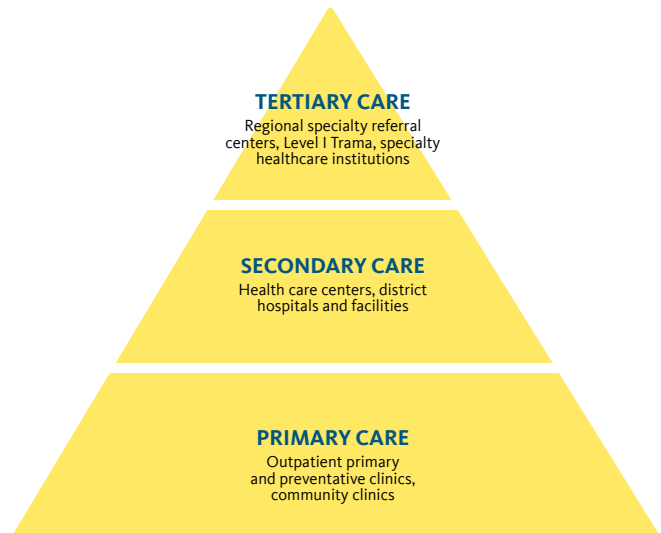 TERTIARY CARE
Regional specialty referral
centers, Level I Trama, specialty
healthcare institutions
SECONDARY CARE
Health care centers, district
hospitals and facilities
PRIMARY CARE
Outpatient primary
and preventative clinics,
community clinics